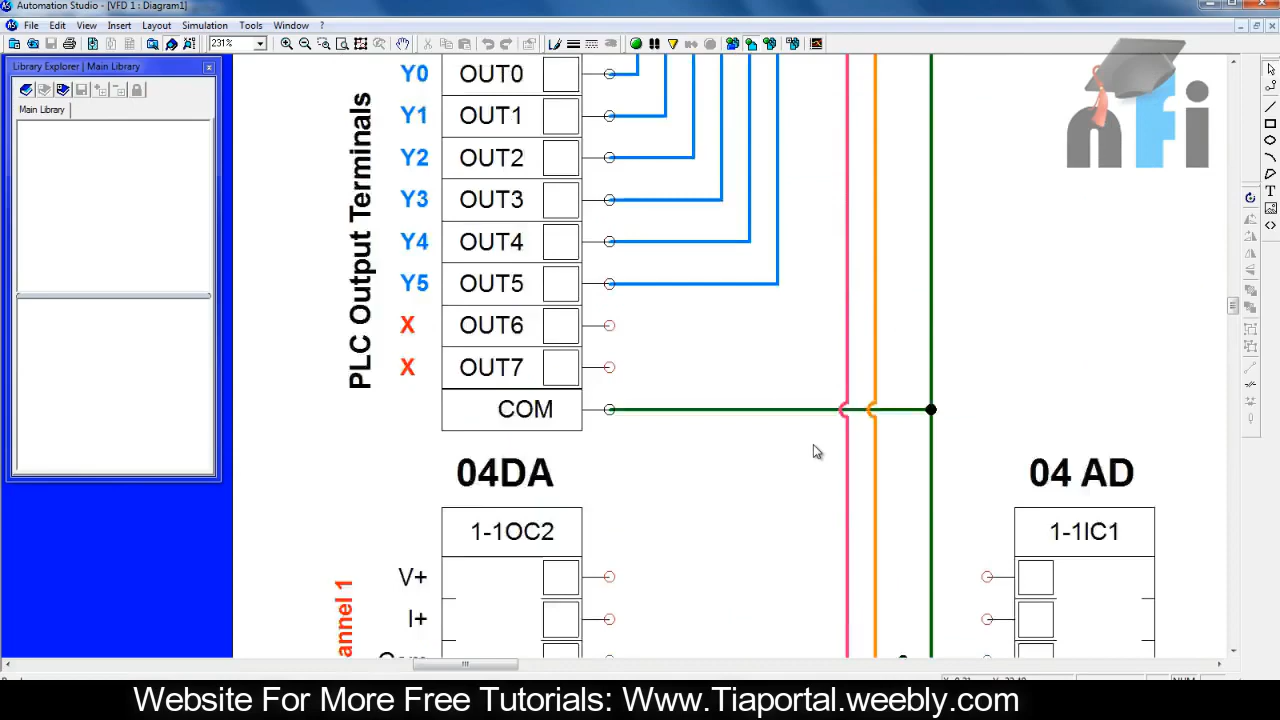 Automation Studio - [VFD 1 : Diagram1]
File Edit View Insert Layout Simulation Tools Window ?
231%
Library Explorer | Main Library
Main Library
PLC Output Terminals
Y0 OUT0
Y1 OUT1
Y2 OUT2
Y3 OUT3
Y4 OUT4
Y5 OUT5
X OUT6
X OUT7
COM
04DA
1-1OC2
V+
I+
04 AD
1-1IC1
nfi
NUM
Website For More Free Tutorials: Www.Tiaportal.weebly.com